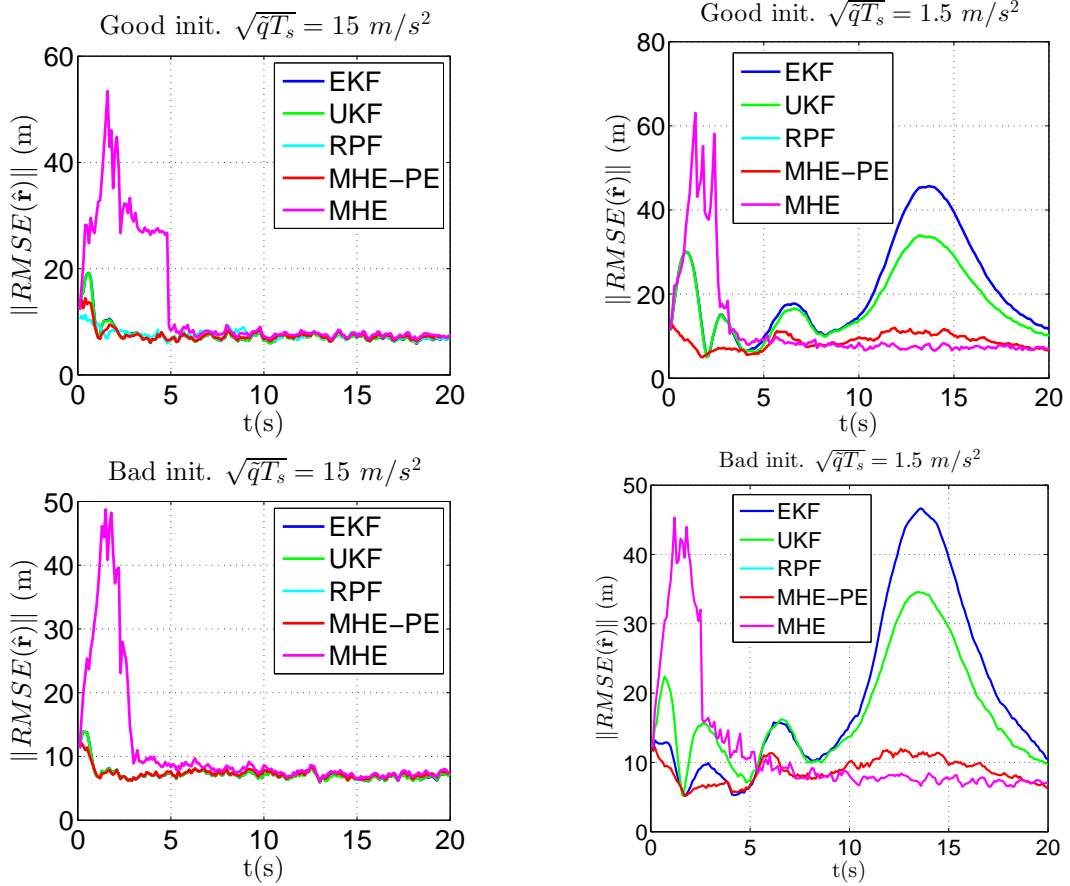 Good init. √q̃T_s = 15 m/s²
||RMSE(r̂)|| (m)
60
40
20
0
EKF
UKF
RPF
MHE−PE
MHE
0 5 10 15 20
t(s)
Good init. √q̃T_s = 1.5 m/s²
||RMSE(r̂)|| (m)
80
60
40
20
0
EKF
UKF
RPF
MHE−PE
MHE
0 5 10 15 20
t(s)
Bad init. √q̃T_s = 15 m/s²
||RMSE(r̂)|| (m)
50
40
30
20
10
0
EKF
UKF
RPF
MHE−PE
MHE
0 5 10 15 20
t(s)
Bad init. √q̃T_s = 1.5 m/s²
||RMSE(r̂)|| (m)
50
40
30
20
10
0
EKF
UKF
RPF
MHE−PE
MHE
0 5 10 15 20
t(s)